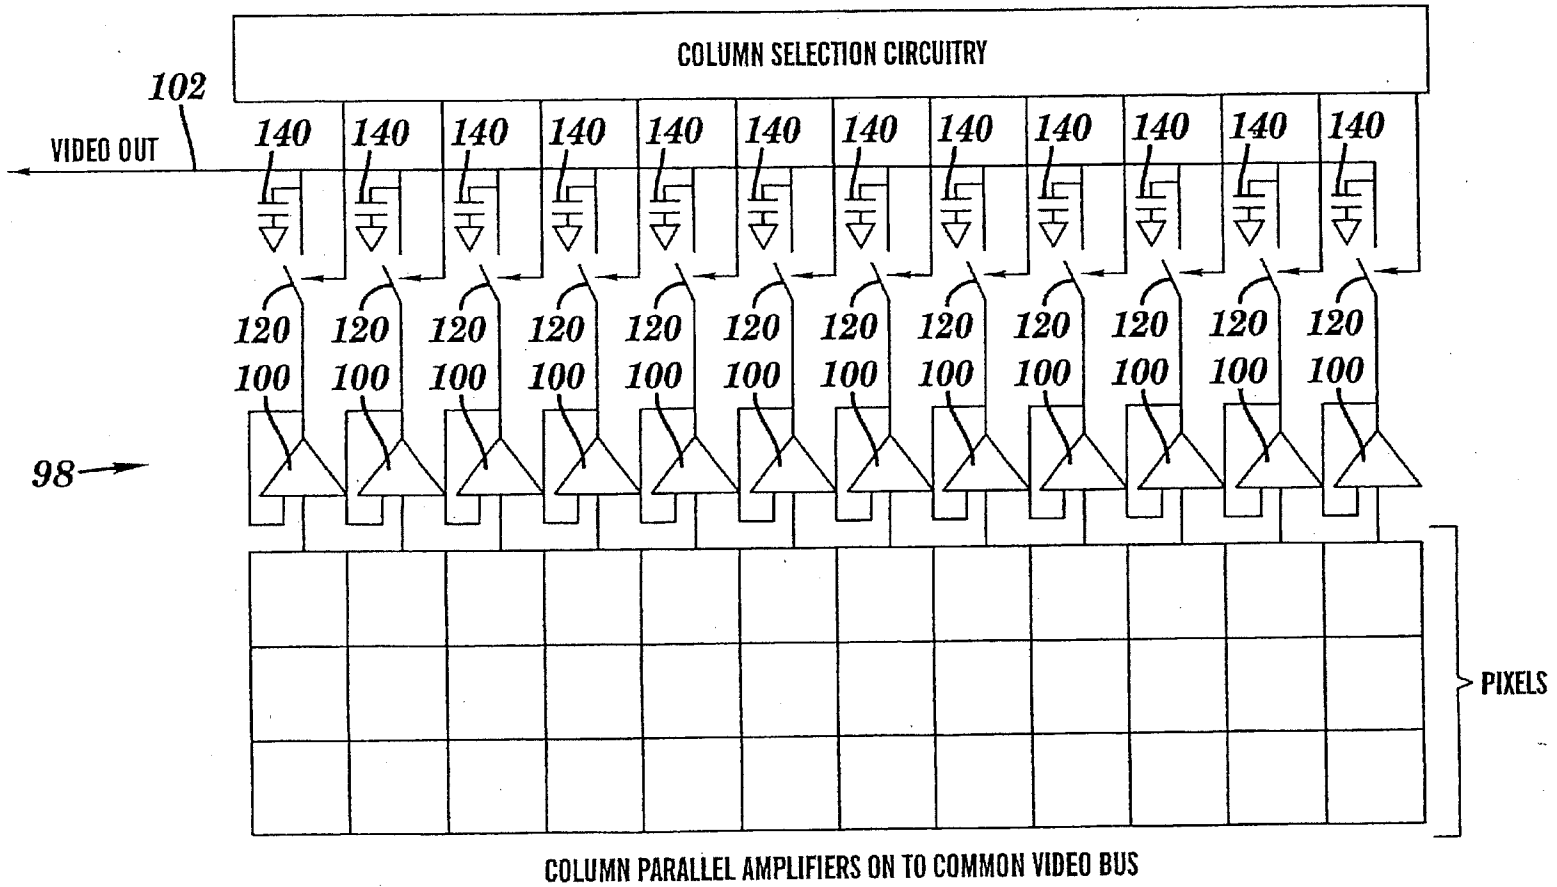 COLUMN SELECTION CIRCUITRY
102
VIDEO OUT
140 140 140 140 140 140 140 140 140 140 140 140
120 120 120 120 120 120 120 120 120 120 120 120
100 100 100 100 100 100 100 100 100 100 100 100
98
PIXELS
COLUMN PARALLEL AMPLIFIERS ON TO COMMON VIDEO BUS